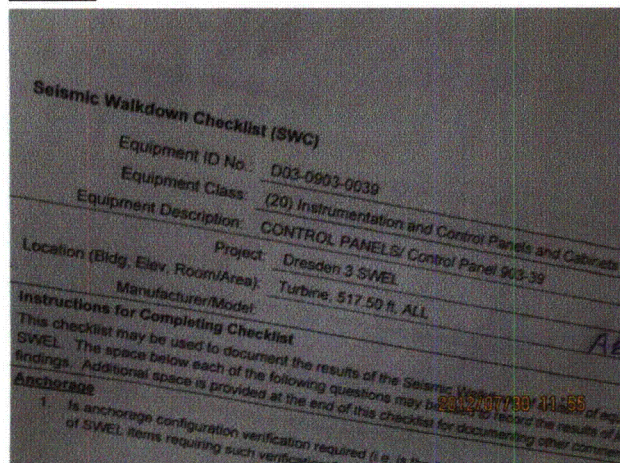 Seismic Walkdown Checklist (SWC)
Equipment ID No.: D03-0903-0039
Equipment Class: (20) Instrumentation and Control Panels and Cabinets
Equipment Description: CONTROL PANELS/ Control Panel 903-39
Project: Dresden 3 SWEL
Location (Bldg, Elev, Room/Area): Turbine, 517.50 ft, ALL
Manufacturer/Model:
Instructions for Completing Checklist
This checklist may be used to document the results of the Seismic of
SWEL. The space below each of the following questions may be record the results of
findings. Additional space is provided at the end of this checklist for documenting other
Anchorage
1. Is anchorage configuration verification required (i.e. is the
of SWEL items requiring such
2012/07/30 11:55